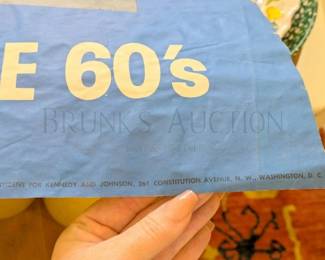 E 60's
BRUNK'S AUCTION
CITIZENS FOR KENNEDY AND JOHNSON, 261 CONSTITUTION AVENUE, N. W., WASHINGTON, D. C.